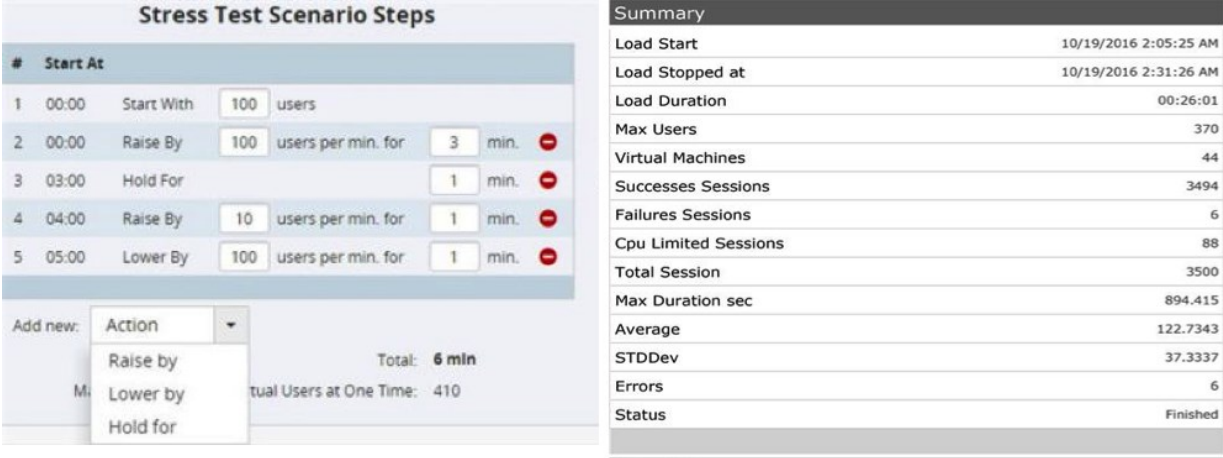 Stress Test Scenario Steps
# Start At
1 00:00 Start With 100 users
2 00:00 Raise By 100 users per min. for 3 min.
3 03:00 Hold For 1 min.
4 04:00 Raise By 10 users per min. for 1 min.
5 05:00 Lower By 100 users per min. for 1 min.
Add new: Action
Raise by
Lower by
Hold for
Total: 6 min
Users at One Time: 410
Summary
Load Start 10/19/2016 2:05:25 AM
Load Stopped at 10/19/2016 2:31:26 AM
Load Duration 00:26:01
Max Users 370
Virtual Machines 44
Successes Sessions 3494
Failures Sessions 6
Cpu Limited Sessions 88
Total Session 3500
Max Duration sec 894.415
Average 122.7343
STDDev 37.3337
Errors 6
Status Finished